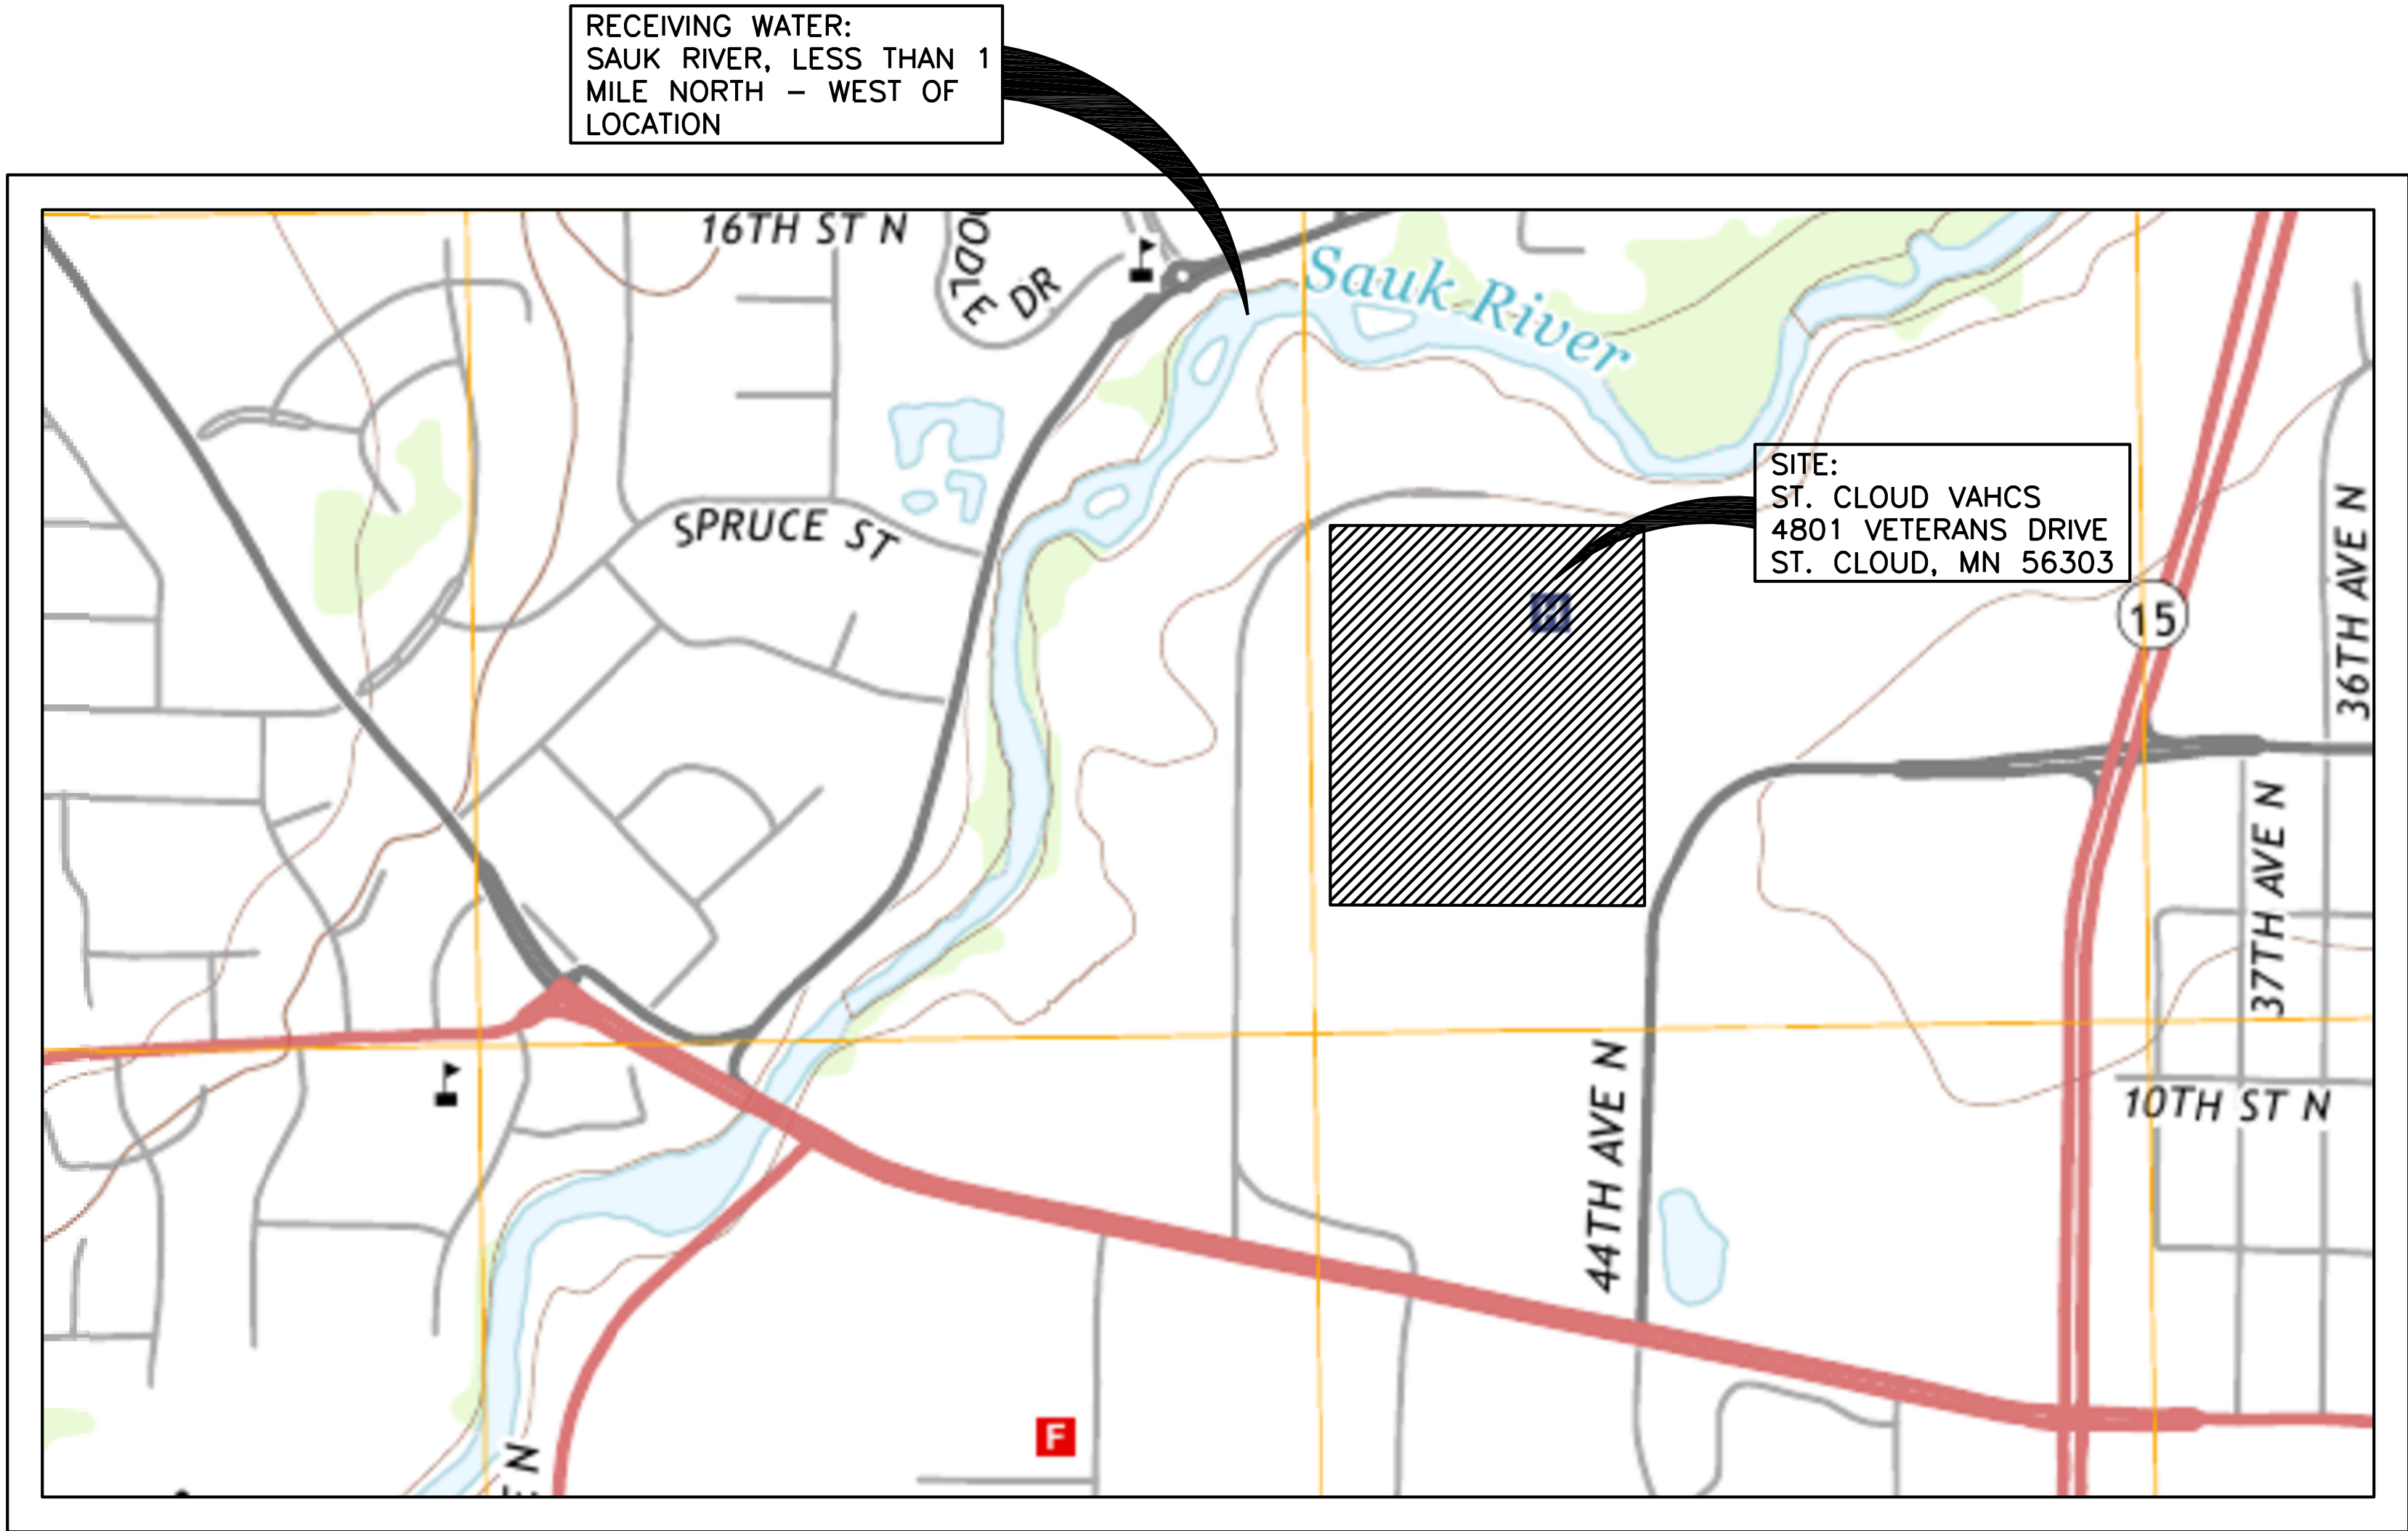 RECEIVING WATER:
SAUK RIVER, LESS THAN 1
MILE NORTH – WEST OF
LOCATION
16TH ST N
DR
Sauk River
SITE:
ST. CLOUD VAHCS
4801 VETERANS DRIVE
ST. CLOUD, MN 56303
SPRUCE ST
H
15
36TH AVE N
37TH AVE N
44TH AVE N
10TH ST N
F
E N